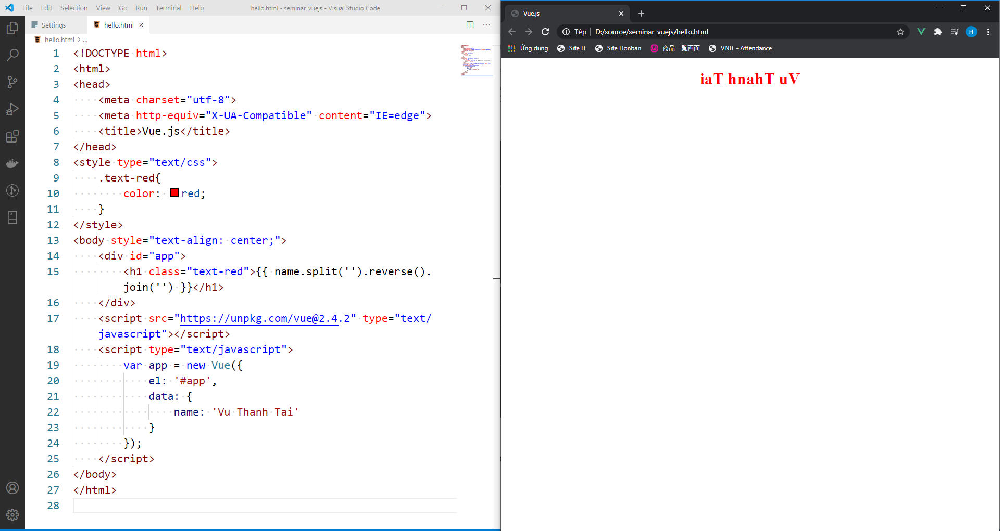 File Edit Selection View Go Run Terminal Help hello.html - seminar_vuejs - Visual Studio Code
Settings hello.html
hello.html > ...
1 <!DOCTYPE html>
2 <html>
3 <head>
4 <meta charset="utf-8">
5 <meta http-equiv="X-UA-Compatible" content="IE=edge">
6 <title>Vue.js</title>
7 </head>
8 <style type="text/css">
9 .text-red{
10 color: red;
11 }
12 </style>
13 <body style="text-align: center;">
14 <div id="app">
15 <h1 class="text-red">{{ name.split('').reverse().
join('') }}</h1>
16 </div>
17 <script src="https://unpkg.com/vue@2.4.2" type="text/
javascript"></script>
18 <script type="text/javascript">
19 var app = new Vue({
20 el: '#app',
21 data: {
22 name: 'Vu Thanh Tai'
23 }
24 });
25 </script>
26 </body>
27 </html>
28
Vue.js
Tệp D:/source/seminar_vuejs/hello.html H
Ứng dụng Site IT Site Honban 商品一覧画面 VNIT - Attendance
iaT hnahT uV